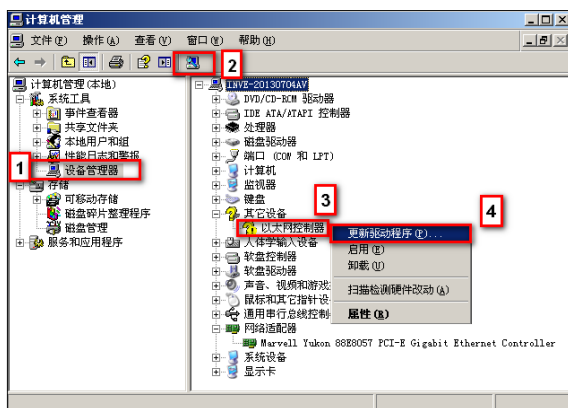 计算机管理
文件(F) 操作(A) 查看(V) 窗口(W) 帮助(H)
2
计算机管理(本地)
系统工具
事件查看器
共享文件夹
本地用户和组
性能日志和警报
1
设备管理器
存储
可移动存储
磁盘碎片整理程序
磁盘管理
服务和应用程序
INVE-20130704AV
DVD/CD-ROM 驱动器
IDE ATA/ATAPI 控制器
处理器
磁盘驱动器
端口 (COM 和 LPT)
计算机
监视器
键盘
其它设备
3
4
以太网控制器
人体学输入设备
软盘控制器
软盘驱动器
声音、视频和游戏
鼠标和其它指针设
通用串行总线控制
网络适配器
Marvell Yukon 88E8057 PCI-E Gigabit Ethernet Controller
系统设备
显示卡
更新驱动程序(P)...
启用(E)
卸载(U)
扫描检测硬件改动(A)
属性(R)